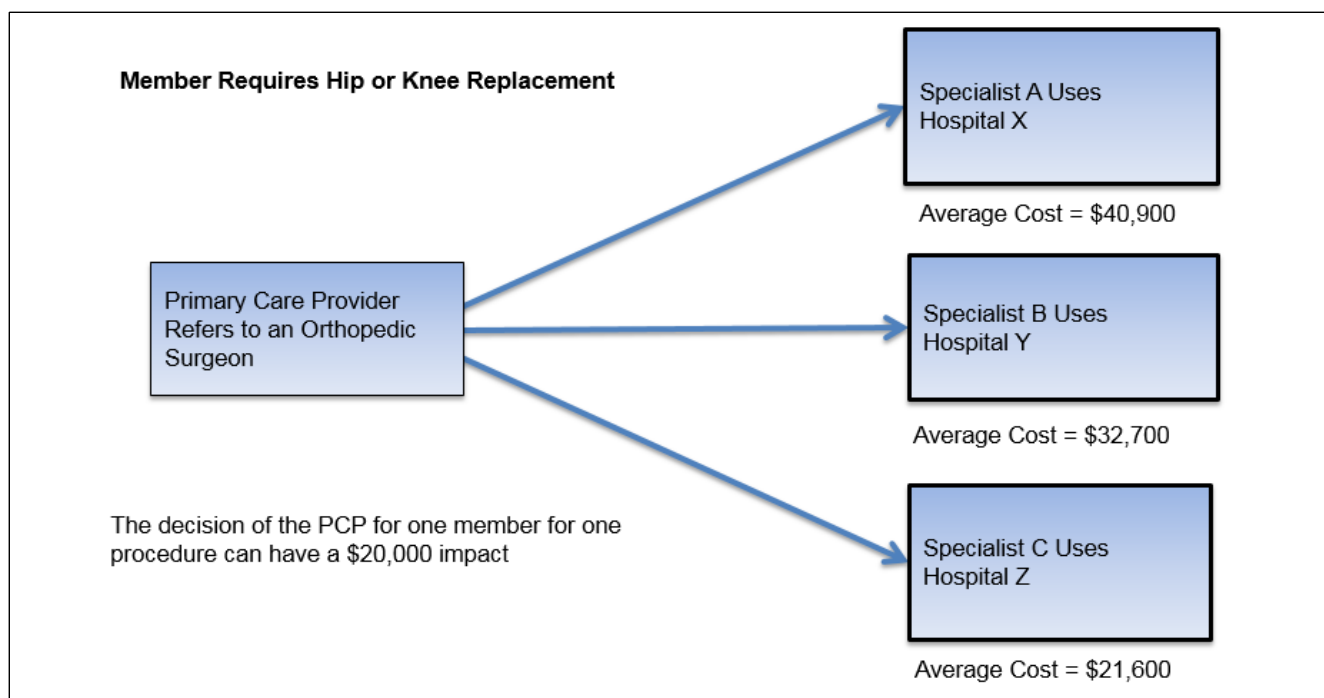 Member Requires Hip or Knee Replacement
Specialist A Uses
Hospital X
Average Cost = $40,900
Primary Care Provider
Refers to an Orthopedic
Surgeon
Specialist B Uses
Hospital Y
Average Cost = $32,700
The decision of the PCP for one member for one
procedure can have a $20,000 impact
Specialist C Uses
Hospital Z
Average Cost = $21,600